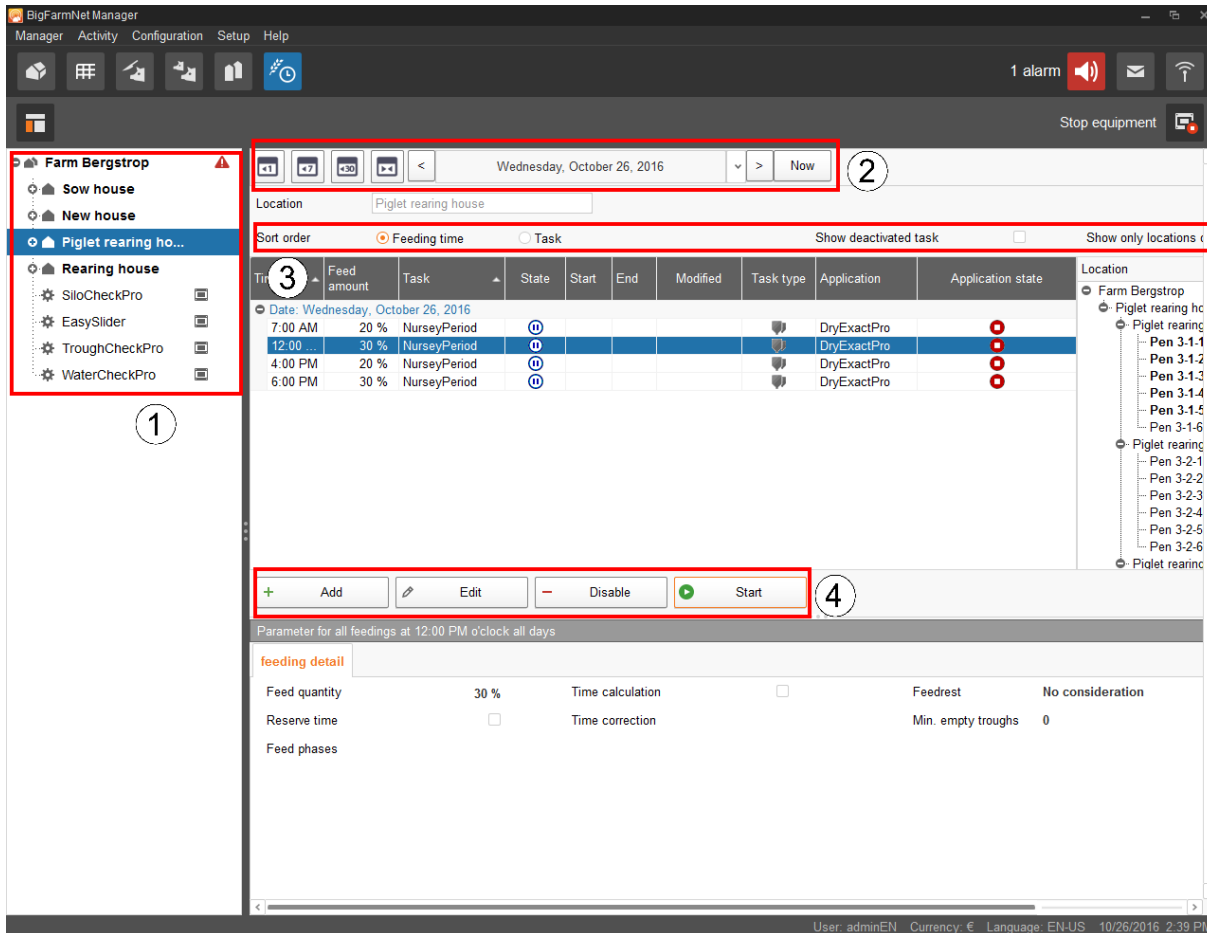 BigFarmNet Manager
Manager Activity Configuration Setup Help
1 alarm
Stop equipment
Farm Bergstrop
Sow house
New house
Piglet rearing ho...
Rearing house
SiloCheckPro
EasySlider
TroughCheckPro
WaterCheckPro
1
1 7 30 < Wednesday, October 26, 2016 > Now
2
Location Piglet rearing house
Sort order Feeding time Task Show deactivated task Show only locations
3
Feed amount Task State Start End Modified Task type Application Application state
Date: Wednesday, October 26, 2016
7:00 AM 20 % NurseyPeriod DryExactPro
12:00 ... 30 % NurseyPeriod DryExactPro
4:00 PM 20 % NurseyPeriod DryExactPro
6:00 PM 30 % NurseyPeriod DryExactPro
Location
Farm Bergstrop
Piglet rearing ho
Piglet rearing
Pen 3-1-1
Pen 3-1-2
Pen 3-1-3
Pen 3-1-4
Pen 3-1-5
Pen 3-1-6
Piglet rearing
Pen 3-2-1
Pen 3-2-2
Pen 3-2-3
Pen 3-2-4
Pen 3-2-5
Pen 3-2-6
Piglet rearing
+ Add Edit − Disable Start
4
Parameter for all feedings at 12:00 PM o'clock all days
feeding detail
Feed quantity 30 % Time calculation Feedrest No consideration
Reserve time Time correction Min. empty troughs 0
Feed phases
User: adminEN Currency: € Language: EN-US 10/26/2016 2:39 PM